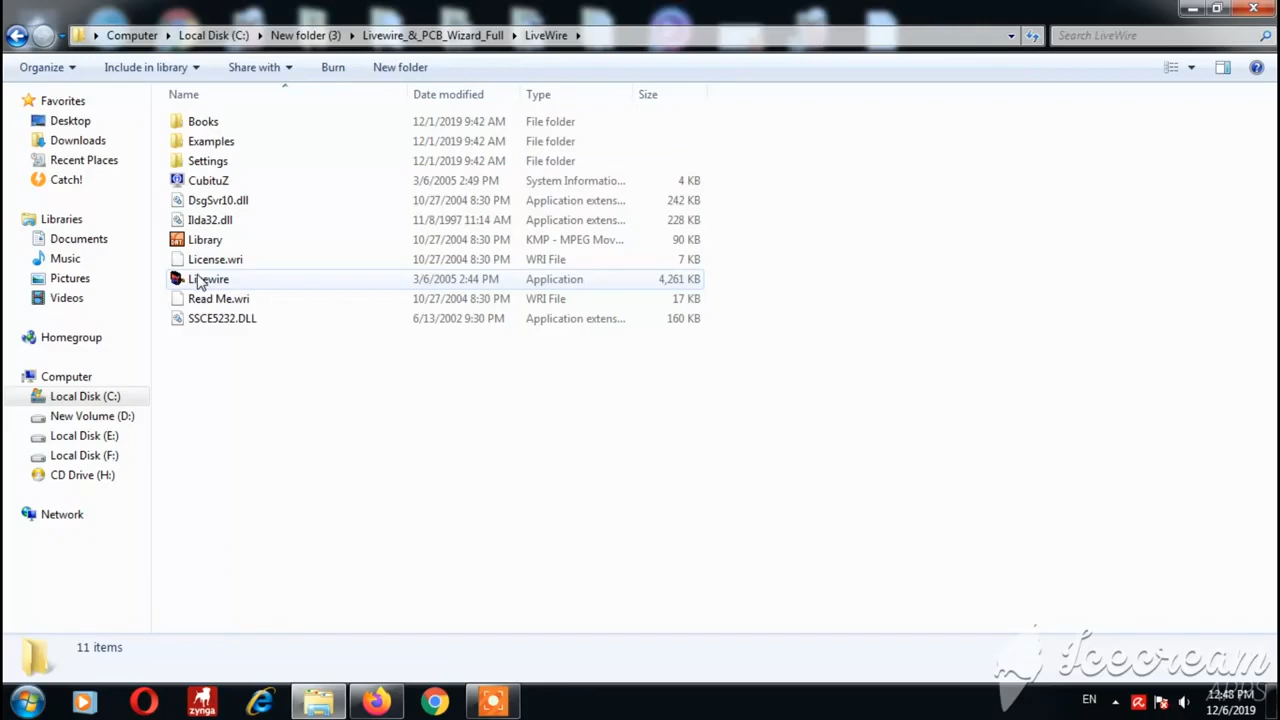 Computer Local Disk (C:) New folder (3) Livewire_&_PCB_Wizard_Full LiveWire Search LiveWire
Organize Include in library Share with Burn New folder
Name Date modified Type Size
Favorites
Desktop
Downloads
Recent Places
Catch!
Libraries
Documents
Music
Pictures
Videos
Homegroup
Computer
Local Disk (C:)
New Volume (D:)
Local Disk (E:)
Local Disk (F:)
CD Drive (H:)
Network
Books 12/1/2019 9:42 AM File folder
Examples 12/1/2019 9:42 AM File folder
Settings 12/1/2019 9:42 AM File folder
CubituZ 3/6/2005 2:49 PM System Informatio... 4 KB
DsgSvr10.dll 10/27/2004 8:30 PM Application extens... 242 KB
Ilda32.dll 11/8/1997 11:14 AM Application extens... 228 KB
Library 10/27/2004 8:30 PM KMP - MPEG Mov... 90 KB
License.wri 10/27/2004 8:30 PM WRI File 7 KB
Livewire 3/6/2005 2:44 PM Application 4,261 KB
Read Me.wri 10/27/2004 8:30 PM WRI File 17 KB
SSCE5232.DLL 6/13/2002 9:30 PM Application extens... 160 KB
11 items
Icecream
APPS
zynga
EN
12:48 PM
12/6/2019